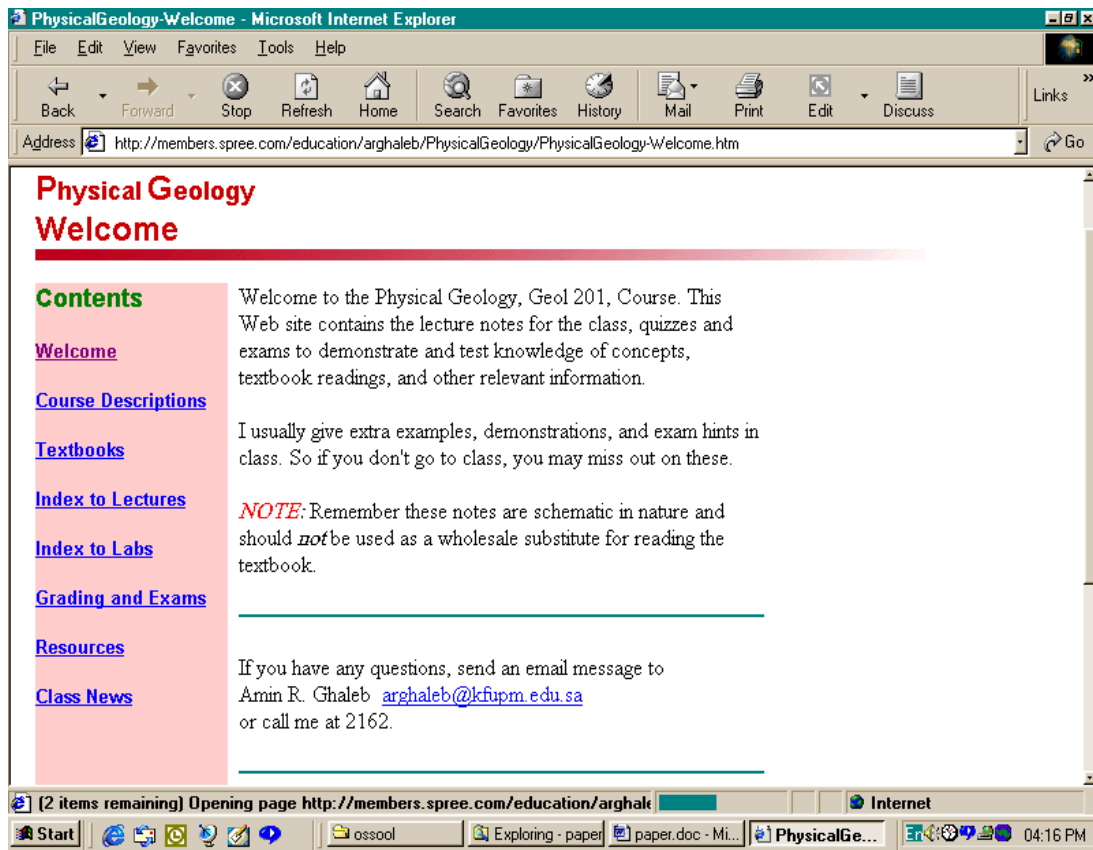 PhysicalGeology-Welcome - Microsoft Internet Explorer
File Edit View Favorites Tools Help
Back Forward Stop Refresh Home Search Favorites History Mail Print Edit Discuss Links »
Address http://members.spree.com/education/arghaleb/PhysicalGeology/PhysicalGeology-Welcome.htm Go
Physical Geology
Welcome
Contents
Welcome
Course Descriptions
Textbooks
Index to Lectures
Index to Labs
Grading and Exams
Resources
Class News
Welcome to the Physical Geology, Geol 201, Course. This
Web site contains the lecture notes for the class, quizzes and
exams to demonstrate and test knowledge of concepts,
textbook readings, and other relevant information.
I usually give extra examples, demonstrations, and exam hints in
class. So if you don't go to class, you may miss out on these.
NOTE: Remember these notes are schematic in nature and
should not be used as a wholesale substitute for reading the
textbook.
If you have any questions, send an email message to
Amin R. Ghaleb arghaleb@kfupm.edu.sa
or call me at 2162.
(2 items remaining) Opening page http://members.spree.com/education/arghale Internet
Start ossool Exploring - paper paper.doc - Mi... PhysicalGe... En 04:16 PM